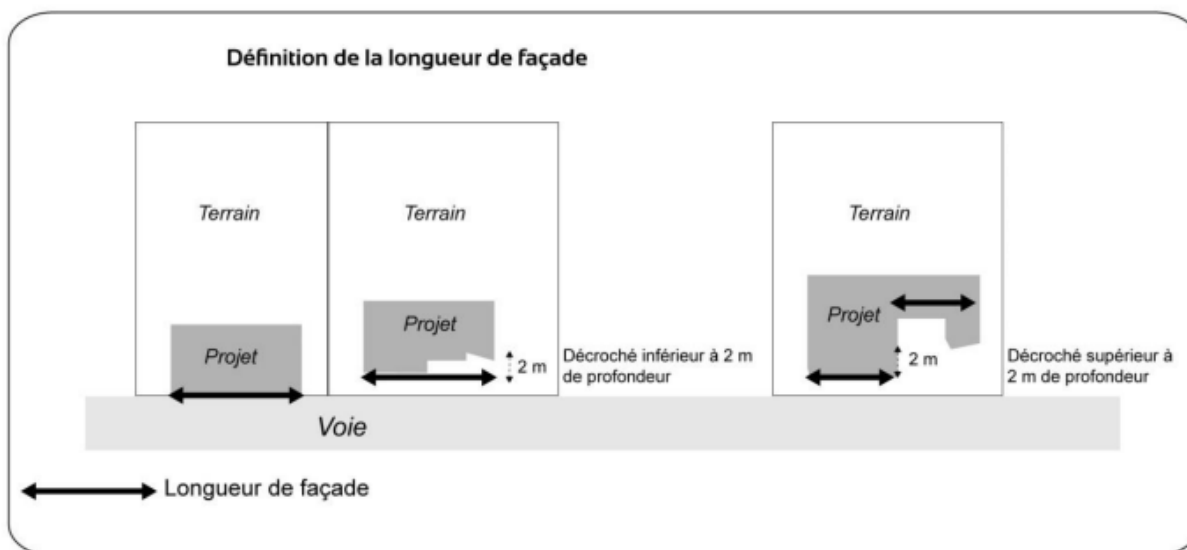 Définition de la longueur de façade
Terrain
Terrain
Terrain
Projet
Projet
Projet
2 m
Décroché inférieur à 2 m
de profondeur
2 m
Décroché supérieur à
2 m de profondeur
Voie
Longueur de façade